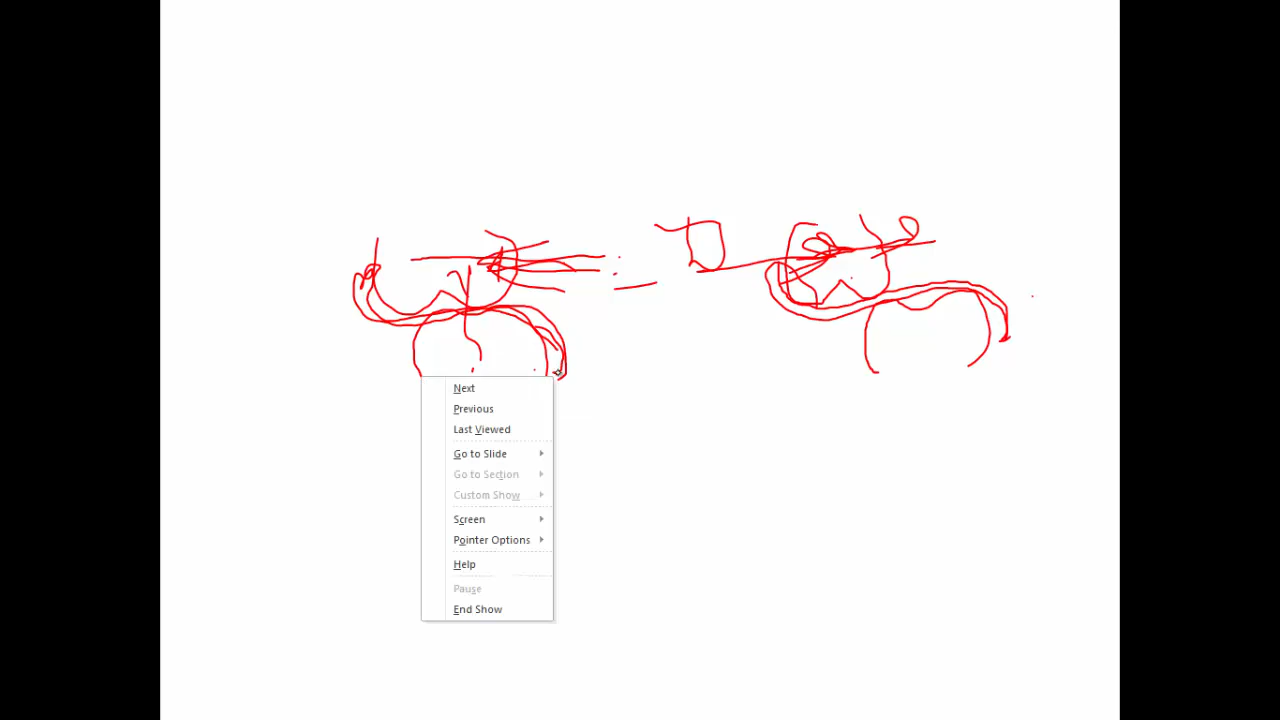 Next
Previous
Last Viewed
Go to Slide
Go to Section
Custom Show
Screen
Pointer Options
Help
Pause
End Show